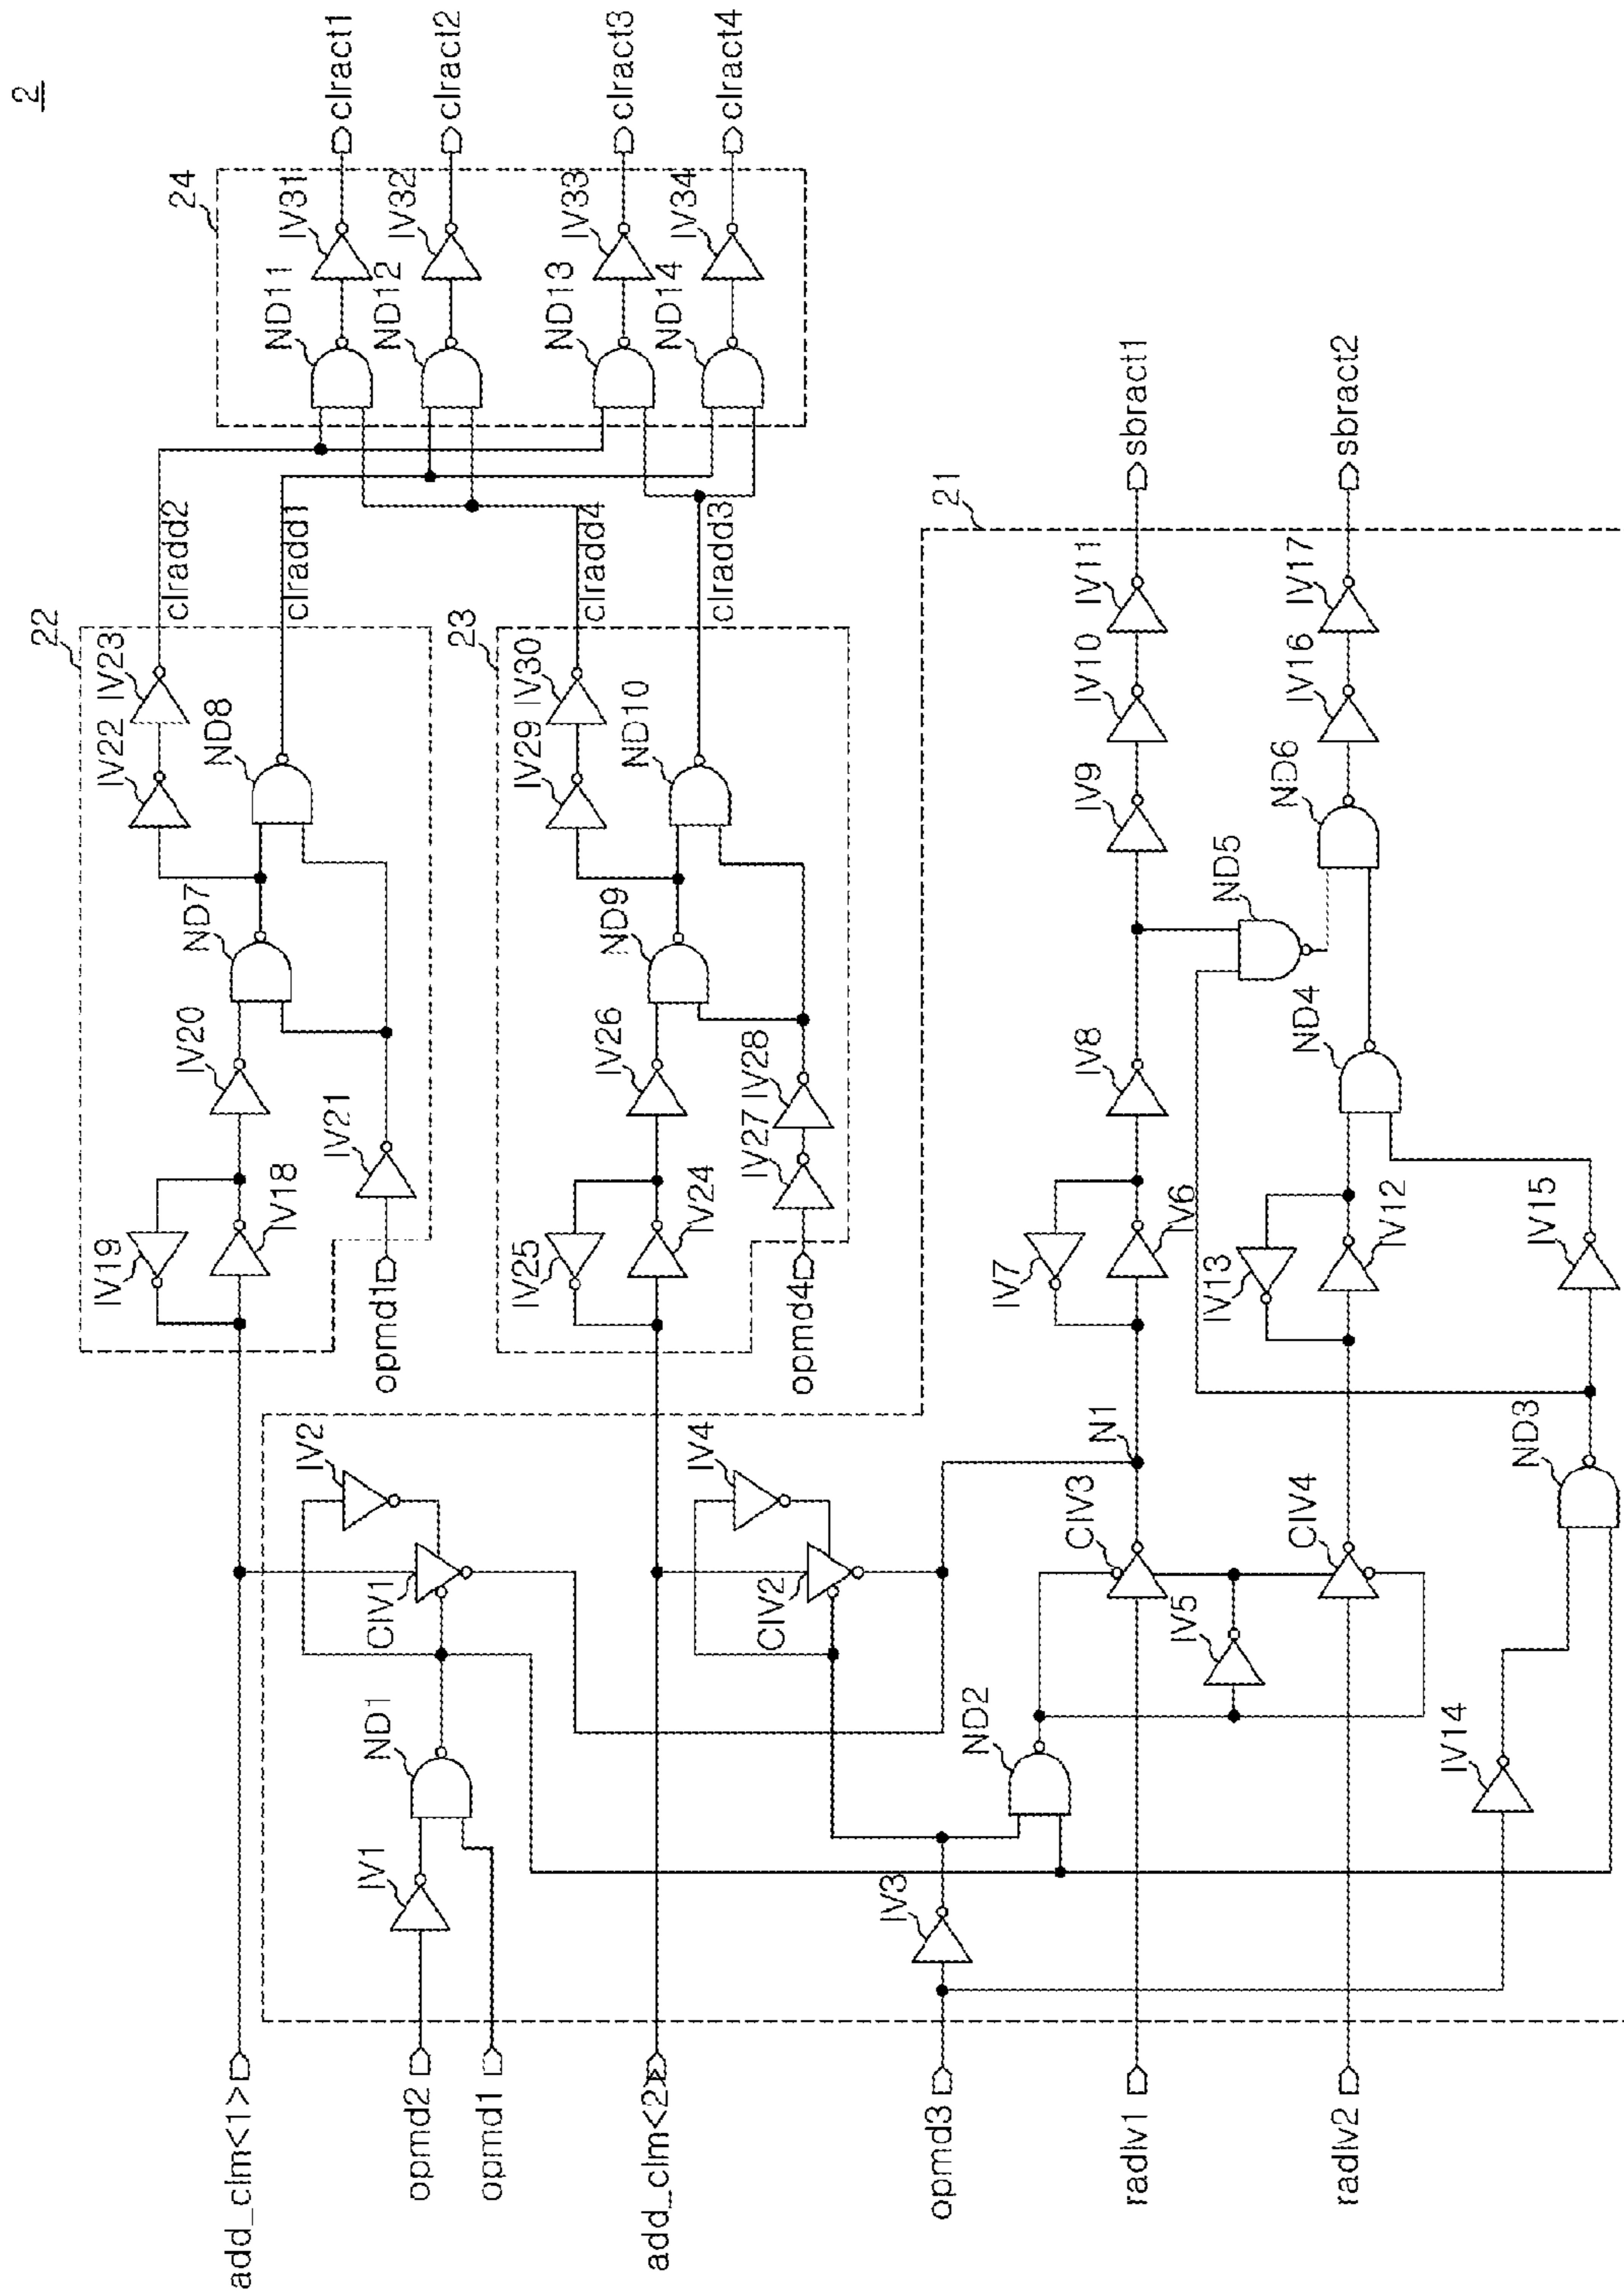 2
add_clm<1>
opmd2
opmd1
add_clm<2>
opmd3
radlv1
radlv2
22
IV19
IV18
IV20
ND7
IV22
IV23
ND8
IV21
opmd1
clradd2
clradd1
23
IV25
IV24
IV26
ND9
IV29
IV30
ND10
IV27
IV28
opmd4
clradd4
clradd3
24
ND11
IV31
ND12
IV32
ND13
IV33
ND14
IV34
clract1
clract2
clract3
clract4
21
IV1
ND1
CIV1
IV2
IV3
CIV2
IV4
ND2
IV5
CIV3
CIV4
N1
IV7
IV6
IV8
IV9
IV10
IV11
IV13
IV12
ND4
ND5
ND6
IV16
IV17
IV14
ND3
IV15
sbract1
sbract2